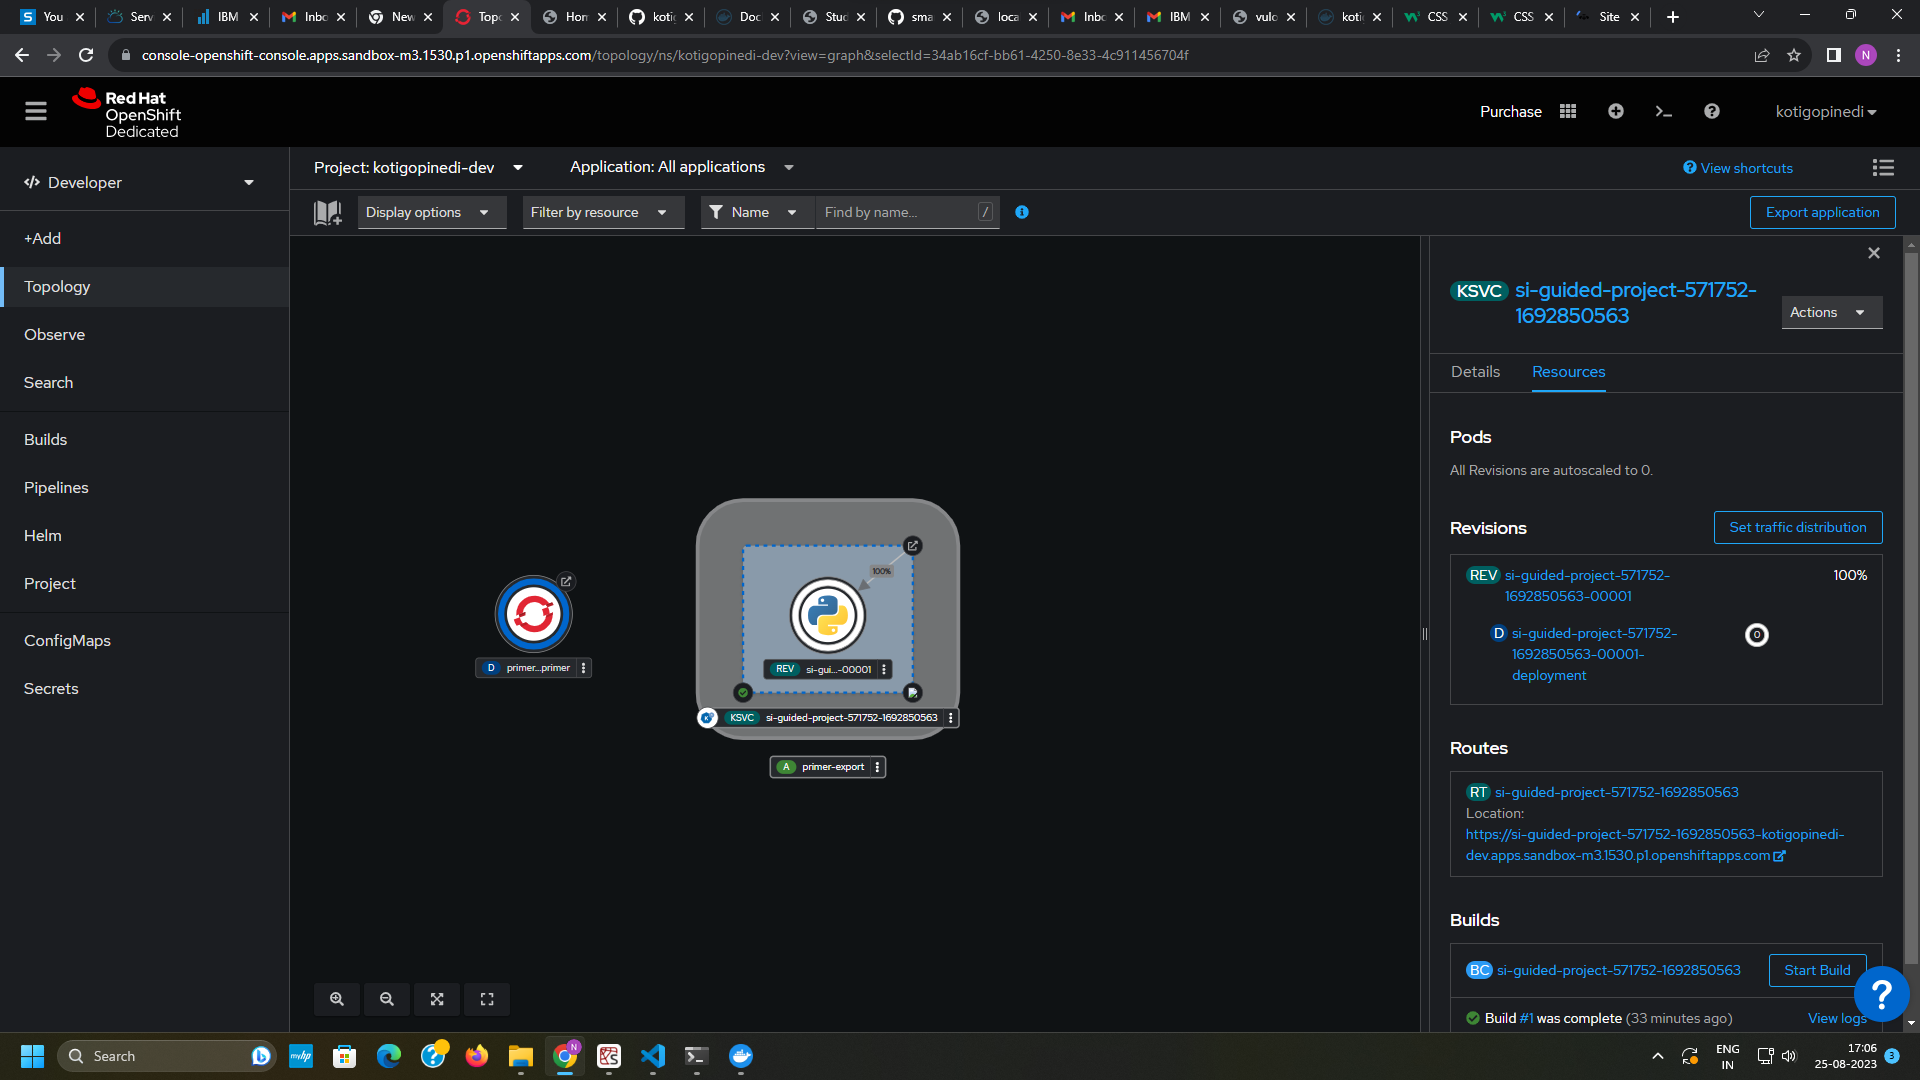 You
Serv
IBM
Inbo
New
Topo
Hom
kotig
Doc
Stud
sma
loca
Inbo
IBM
vulo
kotig
CSS
CSS
Site
console-openshift-console.apps.sandbox-m3.1530.p1.openshiftapps.com/topology/ns/kotigopinedi-dev?view=graph&selectId=34ab16cf-bb61-4250-8e33-4c911456704f
N
Red Hat
OpenShift
Dedicated
Purchase
kotigopinedi
Developer
Project: kotigopinedi-dev
Application: All applications
View shortcuts
Display options
Filter by resource
Name
Find by name...
/
Export application
+Add
Topology
Observe
Search
Builds
Pipelines
Helm
Project
ConfigMaps
Secrets
D primer...primer
100%
REV si-gui...-00001
KSVC si-guided-project-571752-1692850563
A primer-export
KSVC si-guided-project-571752-
1692850563
Actions
Details
Resources
Pods
All Revisions are autoscaled to 0.
Revisions
Set traffic distribution
REV si-guided-project-571752-
1692850563-00001
100%
D si-guided-project-571752-
1692850563-00001-
deployment
0
Routes
RT si-guided-project-571752-1692850563
Location:
https://si-guided-project-571752-1692850563-kotigopinedi-
dev.apps.sandbox-m3.1530.p1.openshiftapps.com
Builds
BC si-guided-project-571752-1692850563
Start Build
Build #1 was complete (33 minutes ago)
View logs
?
Search
myhp
N
ENG
IN
17:06
25-08-2023
3